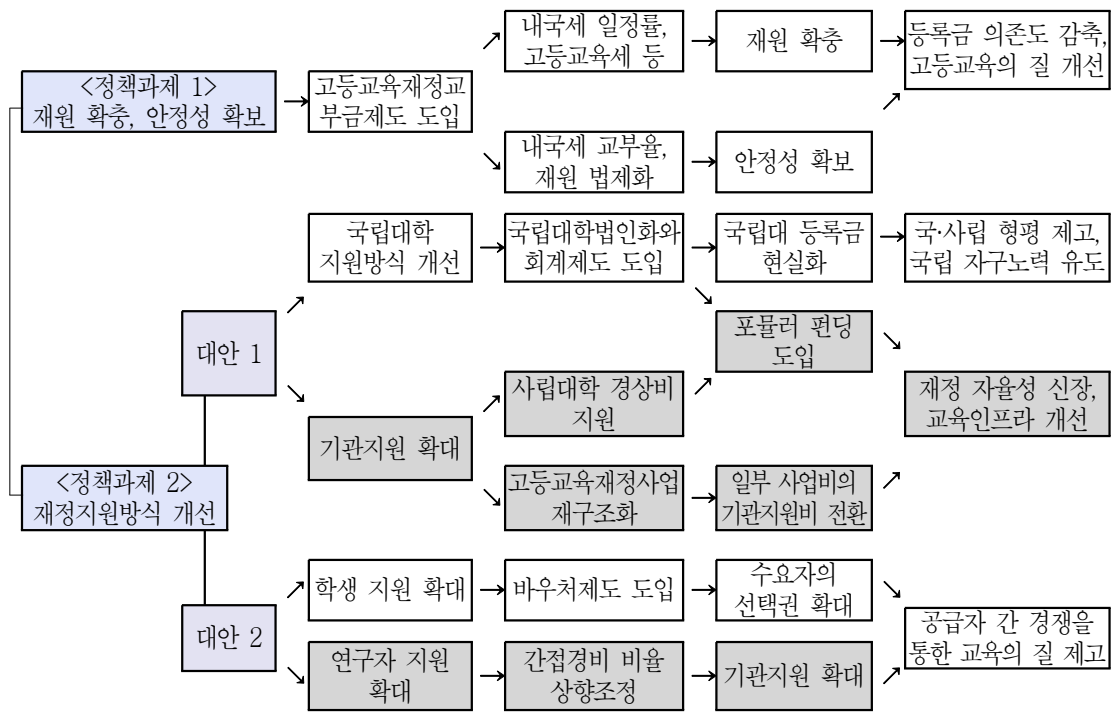 <정책과제 1>
재원 확충, 안정성 확보
고등교육재정교
부금제도 도입
내국세 일정률,
고등교육세 등
재원 확충
등록금 의존도 감축,
고등교육의 질 개선
내국세 교부율,
재원 법제화
안정성 확보
<정책과제 2>
재정지원방식 개선
대안 1
국립대학
지원방식 개선
국립대학법인화와
회계제도 도입
국립대 등록금
현실화
국·사립 형평 제고,
국립 자구노력 유도
포뮬러 펀딩
도입
기관지원 확대
사립대학 경상비
지원
재정 자율성 신장,
교육인프라 개선
고등교육재정사업
재구조화
일부 사업비의
기관지원비 전환
대안 2
학생 지원 확대
바우처제도 도입
수요자의
선택권 확대
공급자 간 경쟁을
통한 교육의 질 제고
연구자 지원
확대
간접경비 비율
상향조정
기관지원 확대